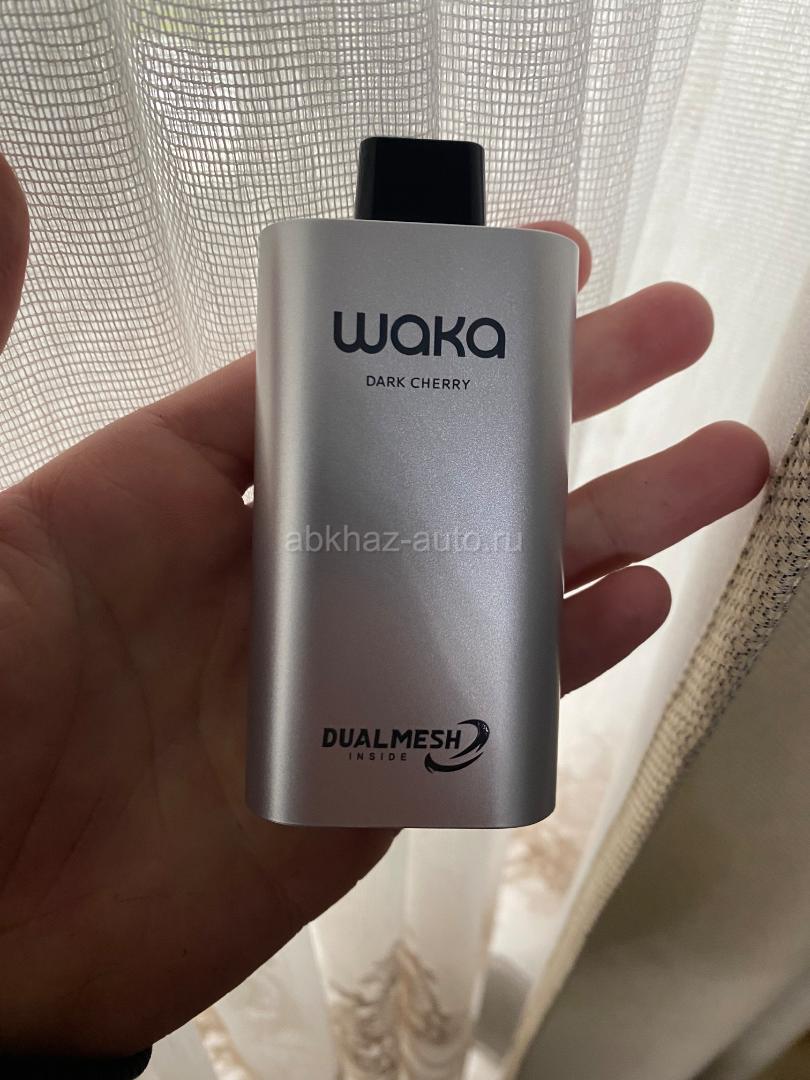 waka
DARK CHERRY
abkhaz-auto.ru
DUALMESH
INSIDE